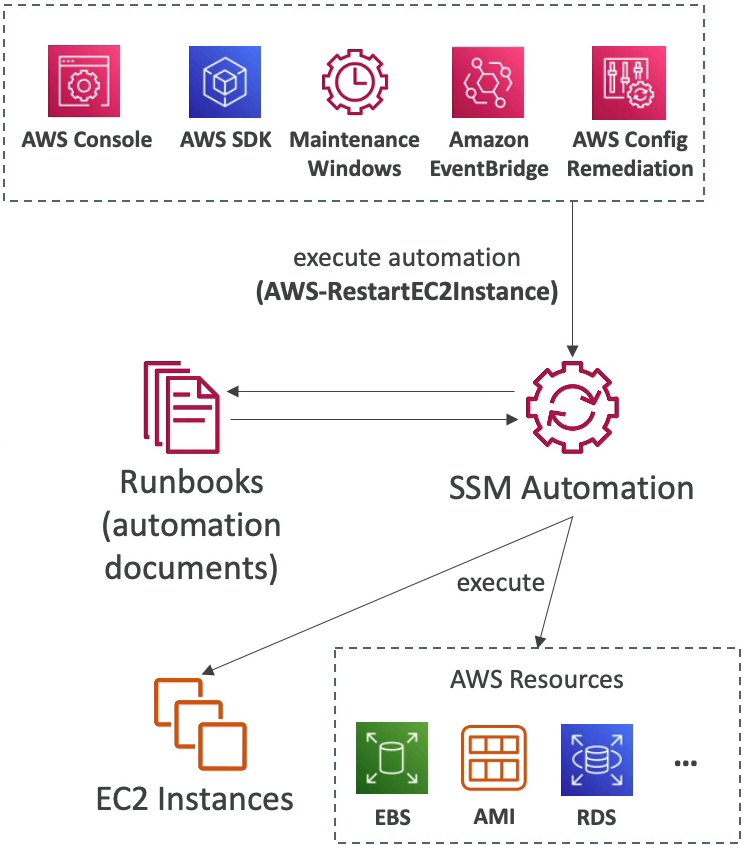 AWS Console
AWS SDK
Maintenance
Windows
Amazon
EventBridge
AWS Config
Remediation
execute automation
(AWS-RestartEC2Instance)
Runbooks
(automation
documents)
SSM Automation
execute
EC2 Instances
AWS Resources
EBS
AMI
RDS
...